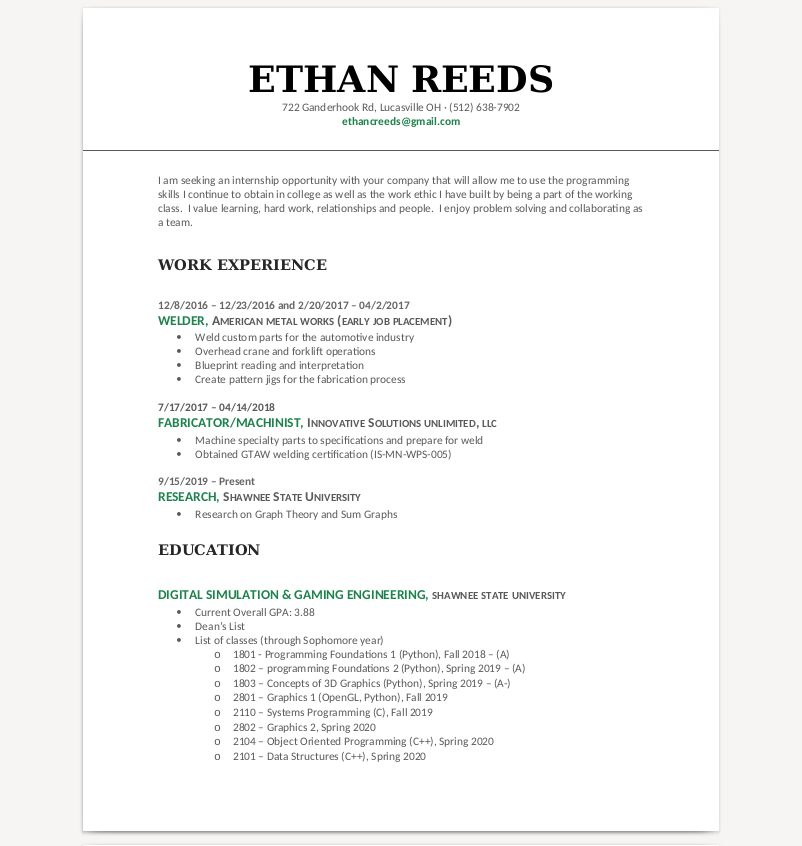 ETHAN REEDS
722 Ganderhook Rd, Lucasville OH · (512) 638-7902
ethancreeds@gmail.com
I am seeking an internship opportunity with your company that will allow me to use the programming
skills I continue to obtain in college as well as the work ethic I have built by being a part of the working
class.  I value learning, hard work, relationships and people.  I enjoy problem solving and collaborating as
a team.
WORK EXPERIENCE
12/8/2016 – 12/23/2016 and 2/20/2017 – 04/2/2017
WELDER, American metal works (early job placement)
• Weld custom parts for the automotive industry
• Overhead crane and forklift operations
• Blueprint reading and interpretation
• Create pattern jigs for the fabrication process
7/17/2017 – 04/14/2018
FABRICATOR/MACHINIST, Innovative Solutions unlimited, llc
• Machine specialty parts to specifications and prepare for weld
• Obtained GTAW welding certification (IS-MN-WPS-005)
9/15/2019 – Present
RESEARCH, Shawnee State University
• Research on Graph Theory and Sum Graphs
EDUCATION
DIGITAL SIMULATION & GAMING ENGINEERING, shawnee state university
• Current Overall GPA: 3.88
• Dean's List
• List of classes (through Sophomore year)
o 1801 - Programming Foundations 1 (Python), Fall 2018 – (A)
o 1802 – programming Foundations 2 (Python), Spring 2019 – (A)
o 1803 – Concepts of 3D Graphics (Python), Spring 2019 – (A-)
o 2801 – Graphics 1 (OpenGL, Python), Fall 2019
o 2110 – Systems Programming (C), Fall 2019
o 2802 – Graphics 2, Spring 2020
o 2104 – Object Oriented Programming (C++), Spring 2020
o 2101 – Data Structures (C++), Spring 2020